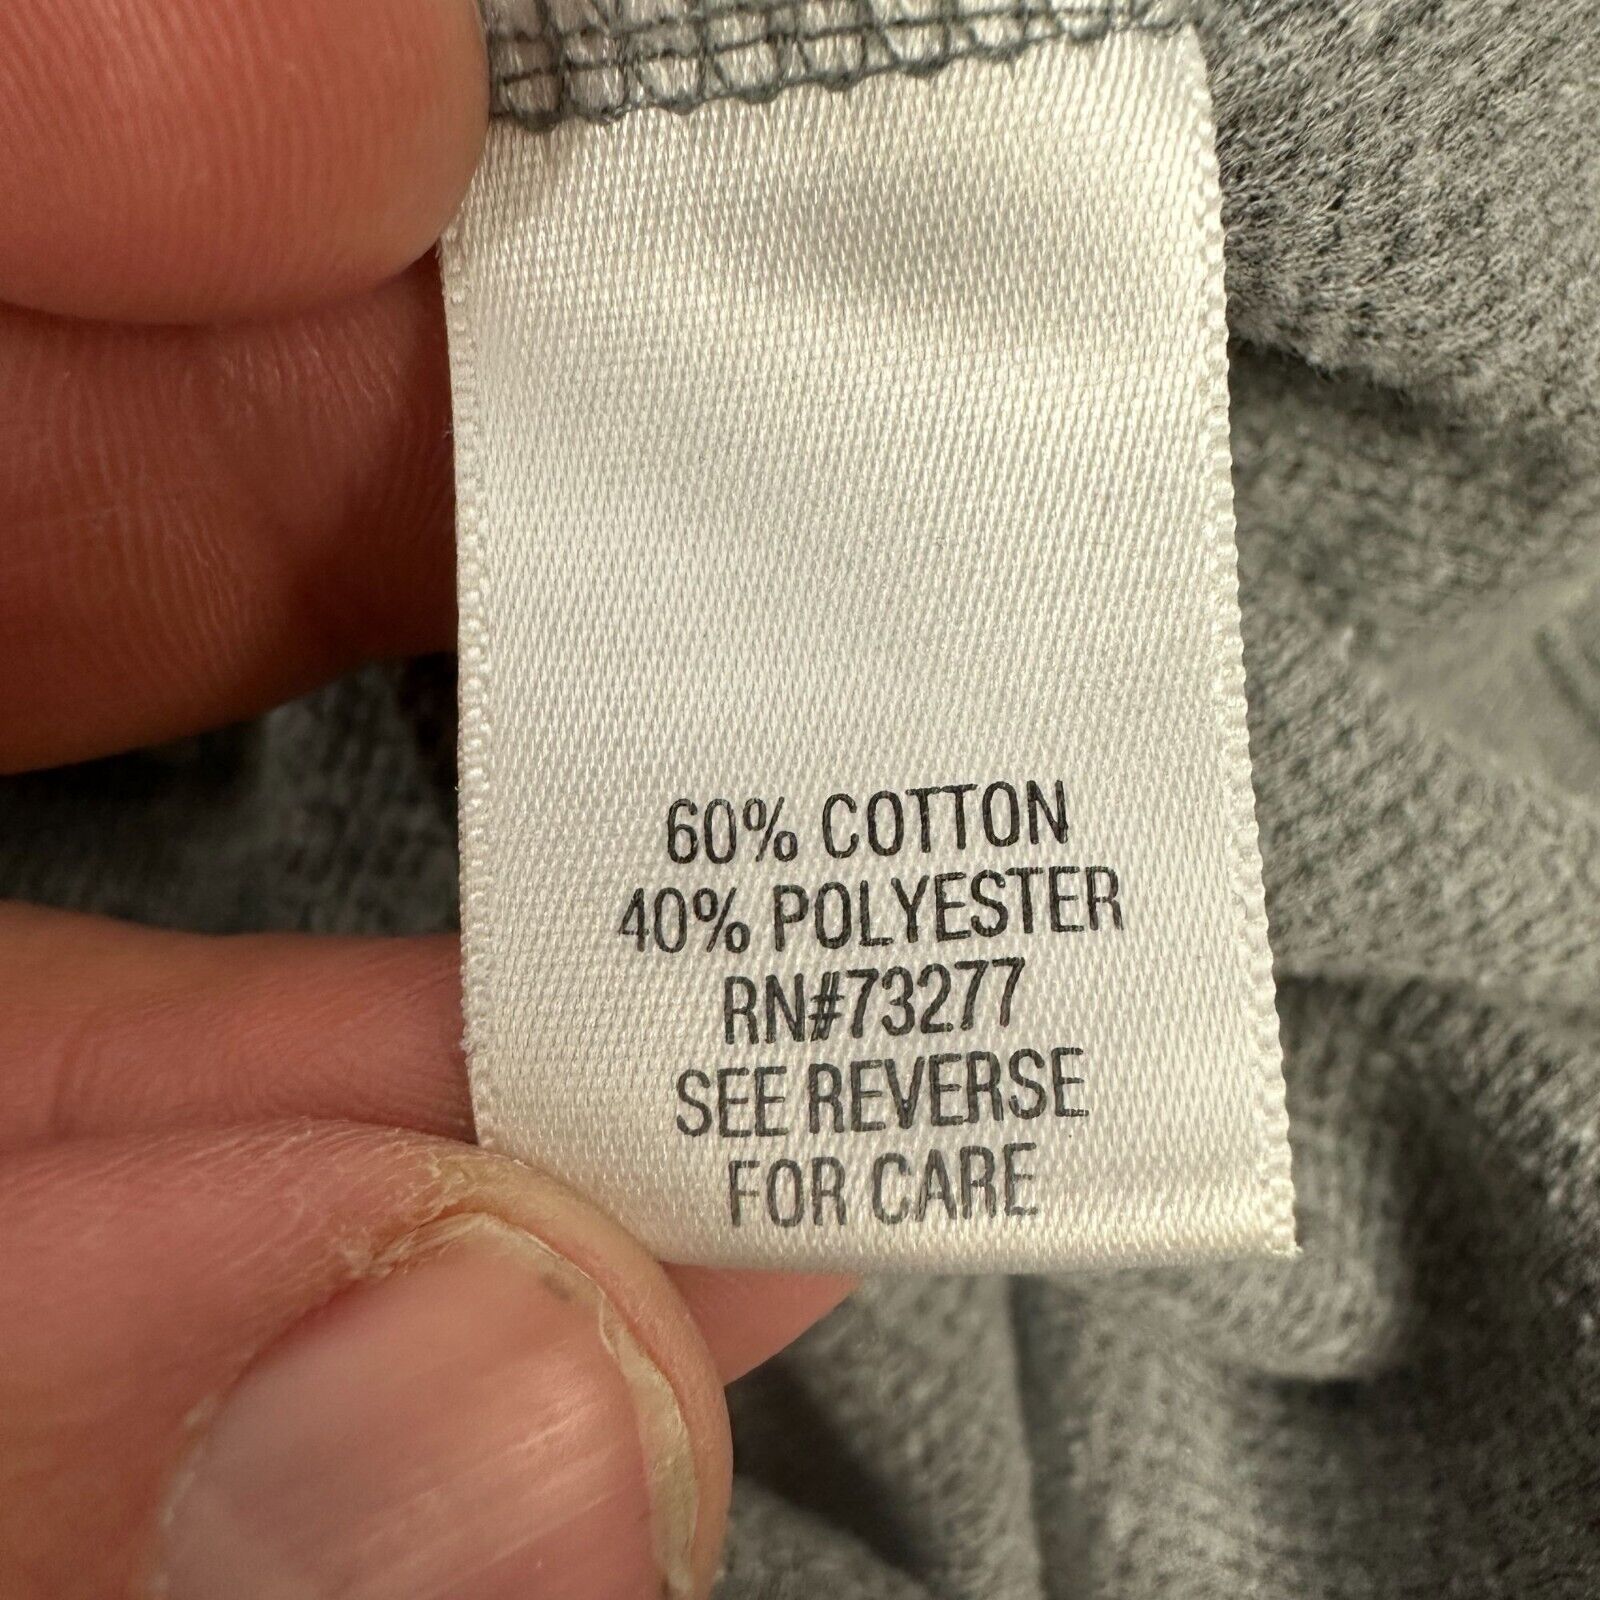 60% COTTON
40% POLYESTER
RN#73277
SEE REVERSE
FOR CARE